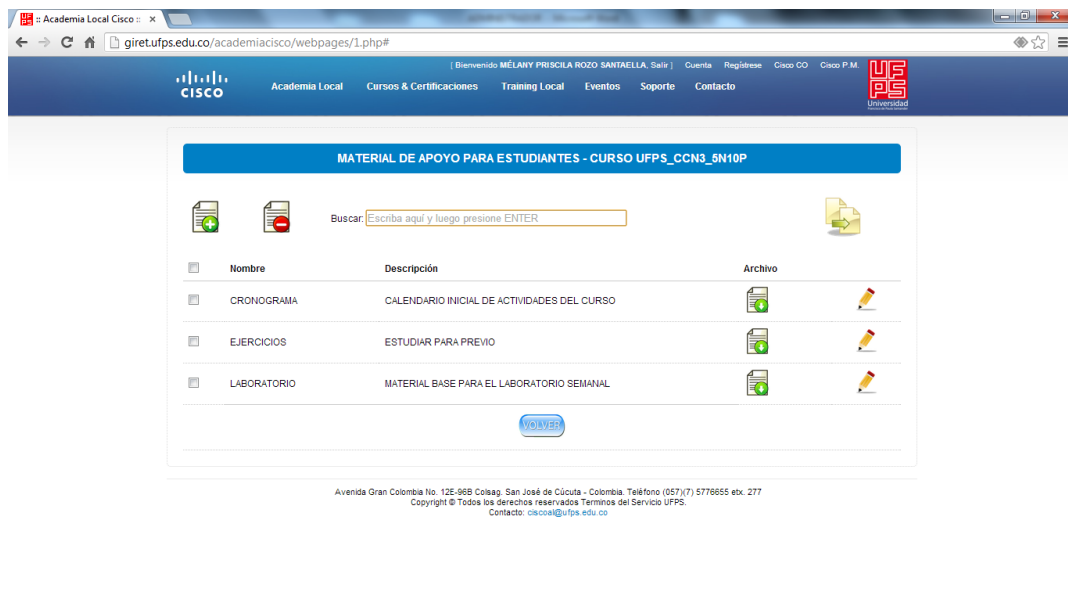 :: Academia Local Cisco ::
giret.ufps.edu.co/academiacisco/webpages/1.php#
[ Bienvenido MÉLANY PRISCILA ROZO SANTAELLA, Salir ] Cuenta Regístrese Cisco CO Cisco P.M.
CISCO Academia Local Cursos & Certificaciones Training Local Eventos Soporte Contacto
UFPS
Universidad
MATERIAL DE APOYO PARA ESTUDIANTES - CURSO UFPS_CCN3_5N10P
Buscar: Escriba aquí y luego presione ENTER
Nombre Descripción Archivo
CRONOGRAMA CALENDARIO INICIAL DE ACTIVIDADES DEL CURSO
EJERCICIOS ESTUDIAR PARA PREVIO
LABORATORIO MATERIAL BASE PARA EL LABORATORIO SEMANAL
VOLVER
Avenida Gran Colombia No. 12E-96B Colsag. San José de Cúcuta - Colombia. Teléfono (057)(7) 5776655 etx. 277
Copyright © Todos los derechos reservados Terminos del Servicio UFPS.
Contacto: ciscoal@ufps.edu.co